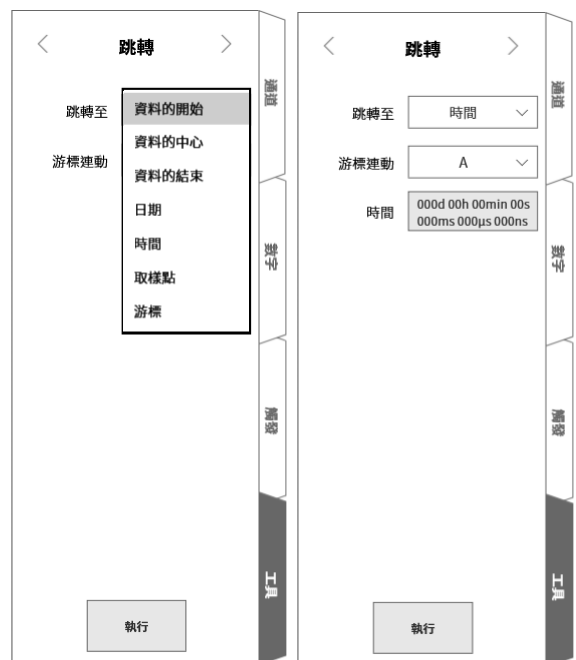 跳轉
跳轉至
資料的開始
資料的中心
游標連動
資料的結束
日期
時間
取樣點
游標
執行
通道
數字
觸發
工具
跳轉
跳轉至
時間
游標連動
A
時間
000d 00h 00min 00s
000ms 000µs 000ns
執行
通道
數字
觸發
工具